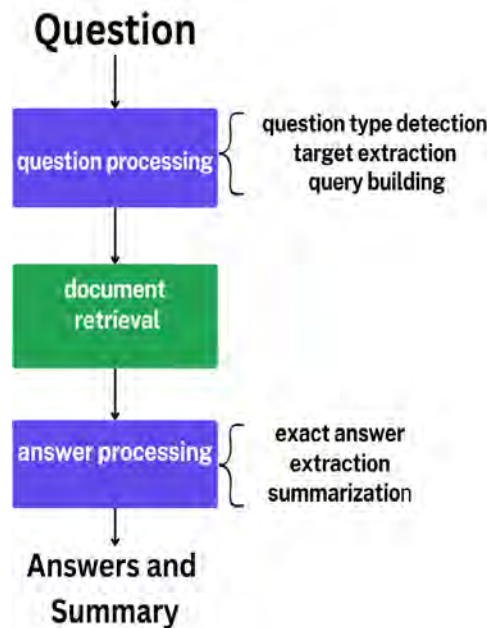 Question
question processing
question type detection
target extraction
query building
document
retrieval
answer processing
exact answer
extraction
summarization
Answers and
Summary